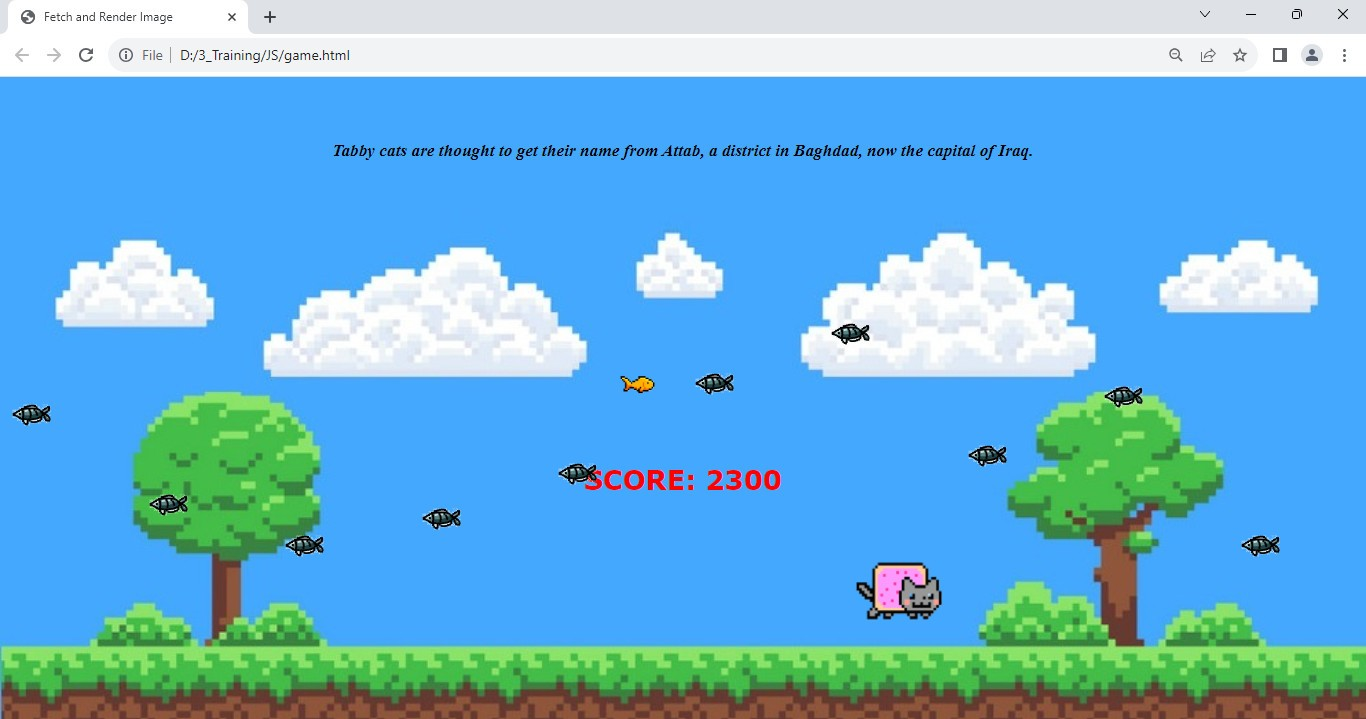 Fetch and Render Image
File
D:/3_Training/JS/game.html
Tabby cats are thought to get their name from Attab, a district in Baghdad, now the capital of Iraq.
SCORE: 2300